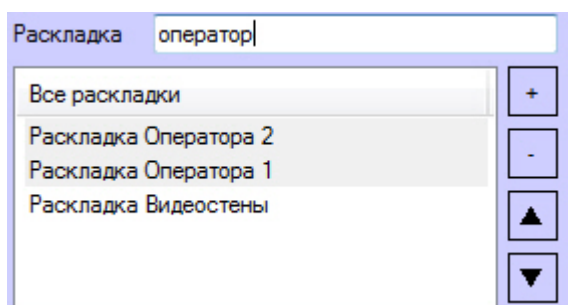 Раскладка оператор
Все раскладки +
Раскладка Оператора 2
Раскладка Оператора 1 -
Раскладка Видеостены
▲
▼